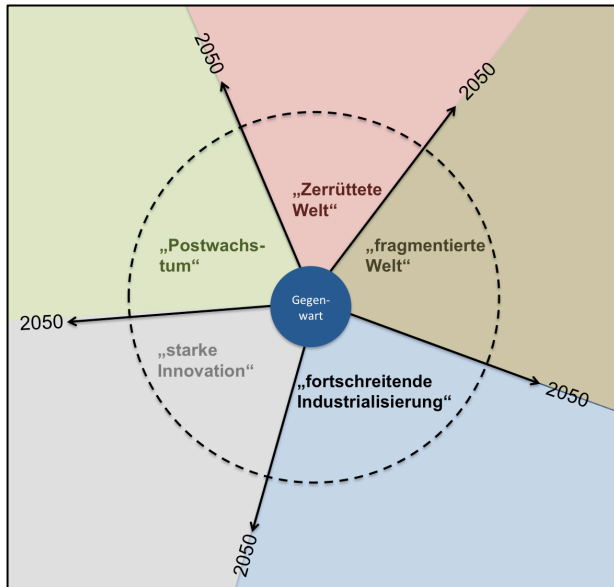 2050
2050
„Zerrüttete
Welt“
„Postwachs-
tum“
„fragmentierte
Welt“
Gegen-
wart
2050
„starke
Innovation“
„fortschreitende
Industrialisierung“
2050
2050